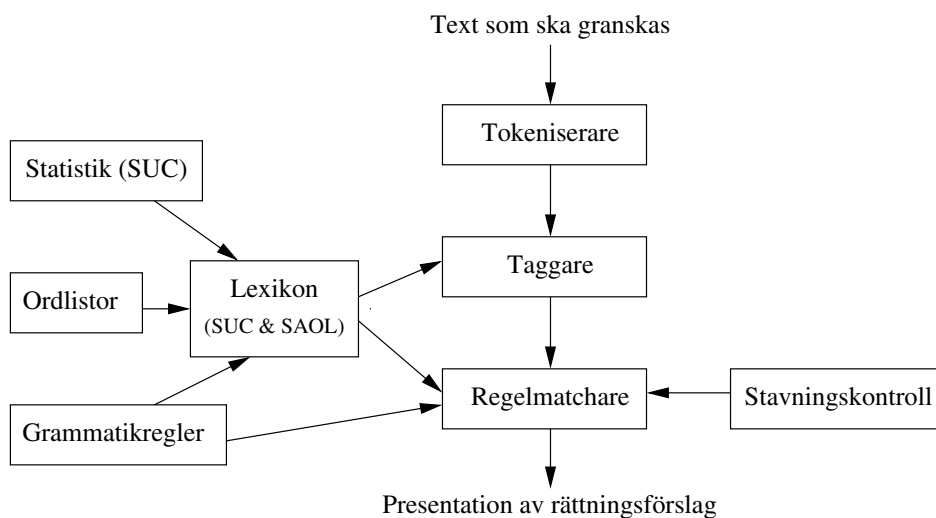 Text som ska granskas
Tokeniserare
Statistik (SUC)
Taggare
Lexikon
(SUC & SAOL)
Ordlistor
Regelmatchare
Stavningskontroll
Grammatikregler
Presentation av rättningsförslag